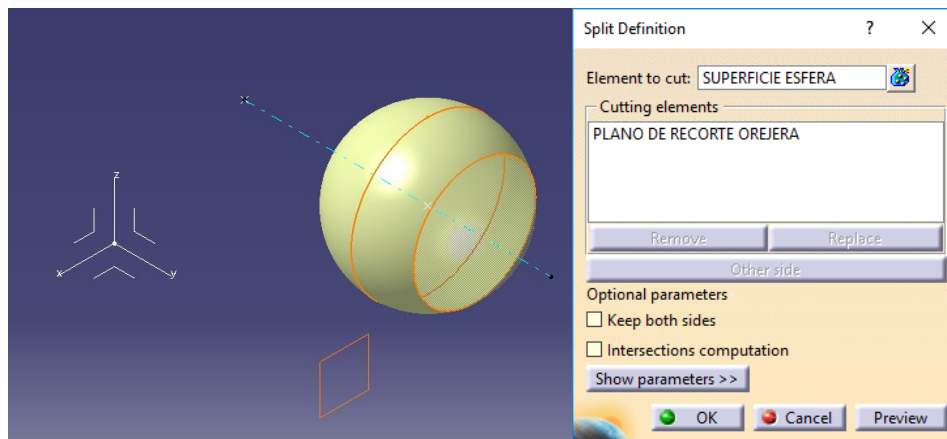 z
x
y
Split Definition ?
Element to cut: SUPERFICIE ESFERA
Cutting elements
PLANO DE RECORTE OREJERA
Remove Replace
Other side
Optional parameters
Keep both sides
Intersections computation
Show parameters >>
OK Cancel Preview